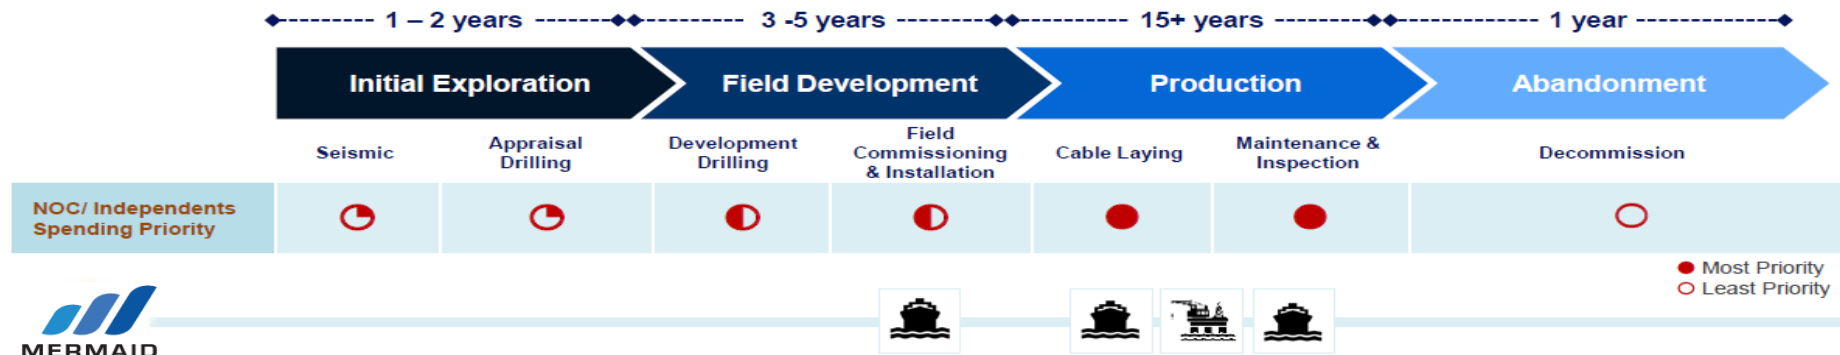 1 – 2 years
3 -5 years
15+ years
1 year
Initial Exploration
Field Development
Production
Abandonment
Seismic
Appraisal
Drilling
Development
Drilling
Field
Commissioning
& Installation
Cable Laying
Maintenance &
Inspection
Decommission
NOC/ Independents
Spending Priority
Most Priority
Least Priority
MERMAID